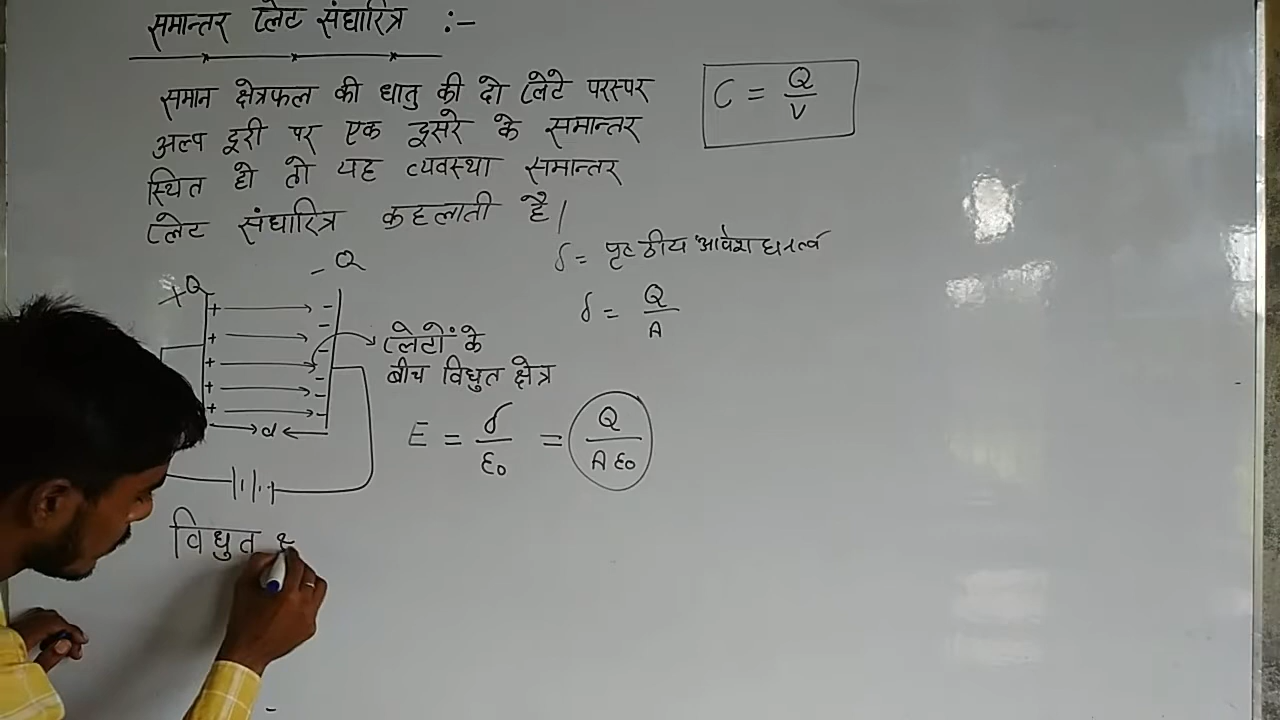 समान्तर प्लेट संधारित्र :-
समान क्षेत्रफल की धातु की दो प्लेटे परस्पर
अल्प दूरी पर एक दूसरे के समान्तर
स्थित हो तो यह व्यवस्था समान्तर
प्लेट संधारित्र कहलाती है।
C = Q/V
σ = पृष्ठीय आवेश घनत्व
σ = Q/A
+Q
- Q
+ + + + +
- - - - - -
d
प्लेटों के
बीच विधुत क्षेत्र
E = σ/ε₀ = Q/Aε₀
विधुत